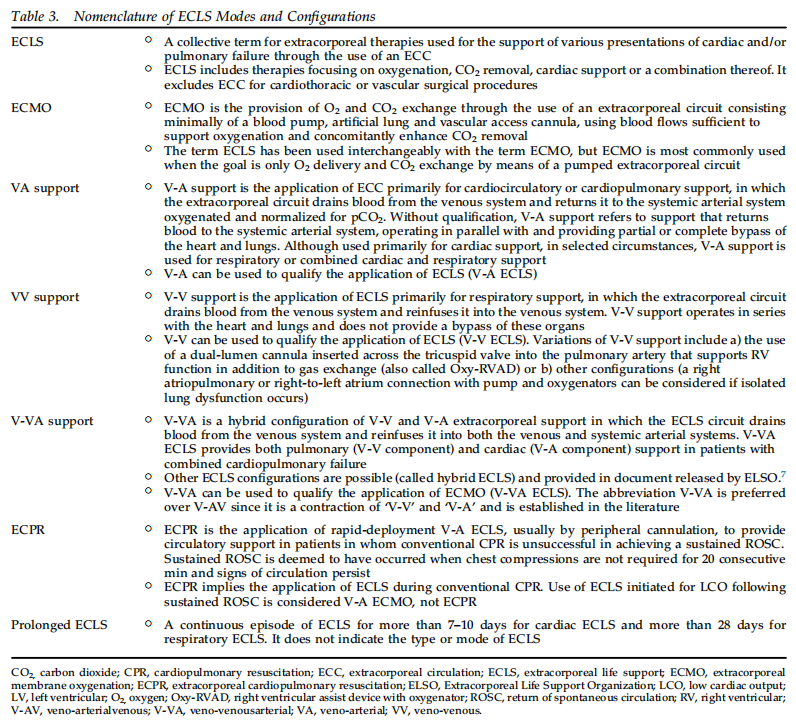 Table 3. Nomenclature of ECLS Modes and Configurations
ECLS
○ A collective term for extracorporeal therapies used for the support of various presentations of cardiac and/or
pulmonary failure through the use of an ECC
○ ECLS includes therapies focusing on oxygenation, CO₂ removal, cardiac support or a combination thereof. It
excludes ECC for cardiothoracic or vascular surgical procedures
ECMO
○ ECMO is the provision of O₂ and CO₂ exchange through the use of an extracorporeal circuit consisting
minimally of a blood pump, artificial lung and vascular access cannula, using blood flows sufficient to
support oxygenation and concomitantly enhance CO₂ removal
○ The term ECLS has been used interchangeably with the term ECMO, but ECMO is most commonly used
when the goal is only O₂ delivery and CO₂ exchange by means of a pumped extracorporeal circuit
VA support
○ V-A support is the application of ECC primarily for cardiocirculatory or cardiopulmonary support, in which
the extracorporeal circuit drains blood from the venous system and returns it to the systemic arterial system
oxygenated and normalized for pCO₂. Without qualification, V-A support refers to support that returns
blood to the systemic arterial system, operating in parallel with and providing partial or complete bypass of
the heart and lungs. Although used primarily for cardiac support, in selected circumstances, V-A support is
used for respiratory or combined cardiac and respiratory support
○ V-A can be used to qualify the application of ECLS (V-A ECLS)
VV support
○ V-V support is the application of ECLS primarily for respiratory support, in which the extracorporeal circuit
drains blood from the venous system and reinfuses it into the venous system. V-V support operates in series
with the heart and lungs and does not provide a bypass of these organs
○ V-V can be used to qualify the application of ECLS (V-V ECLS). Variations of V-V support include a) the use
of a dual-lumen cannula inserted across the tricuspid valve into the pulmonary artery that supports RV
function in addition to gas exchange (also called Oxy-RVAD) or b) other configurations (a right
atriopulmonary or right-to-left atrium connection with pump and oxygenators can be considered if isolated
lung dysfunction occurs)
V-VA support
○ V-VA is a hybrid configuration of V-V and V-A extracorporeal support in which the ECLS circuit drains
blood from the venous system and reinfuses it into both the venous and systemic arterial systems. V-VA
ECLS provides both pulmonary (V-V component) and cardiac (V-A component) support in patients with
combined cardiopulmonary failure
○ Other ECLS configurations are possible (called hybrid ECLS) and provided in document released by ELSO.⁷
○ V-VA can be used to qualify the application of ECMO (V-VA ECLS). The abbreviation V-VA is preferred
over V-AV since it is a contraction of ‘V-V’ and ‘V-A’ and is established in the literature
ECPR
○ ECPR is the application of rapid-deployment V-A ECLS, usually by peripheral cannulation, to provide
circulatory support in patients in whom conventional CPR is unsuccessful in achieving a sustained ROSC.
Sustained ROSC is deemed to have occurred when chest compressions are not required for 20 consecutive
min and signs of circulation persist
○ ECPR implies the application of ECLS during conventional CPR. Use of ECLS initiated for LCO following
sustained ROSC is considered V-A ECMO, not ECPR
Prolonged ECLS
○ A continuous episode of ECLS for more than 7–10 days for cardiac ECLS and more than 28 days for
respiratory ECLS. It does not indicate the type or mode of ECLS
CO₂, carbon dioxide; CPR, cardiopulmonary resuscitation; ECC, extracorporeal circulation; ECLS, extracorporeal life support; ECMO, extracorporeal
membrane oxygenation; ECPR, extracorporeal cardiopulmonary resuscitation; ELSO, Extracorporeal Life Support Organization; LCO, low cardiac output;
LV, left ventricular; O₂, oxygen; Oxy-RVAD, right ventricular assist device with oxygenator; ROSC, return of spontaneous circulation; RV, right ventricular;
V-AV, veno-arterialvenous; V-VA, veno-venousarterial; VA, veno-arterial; VV, veno-venous.